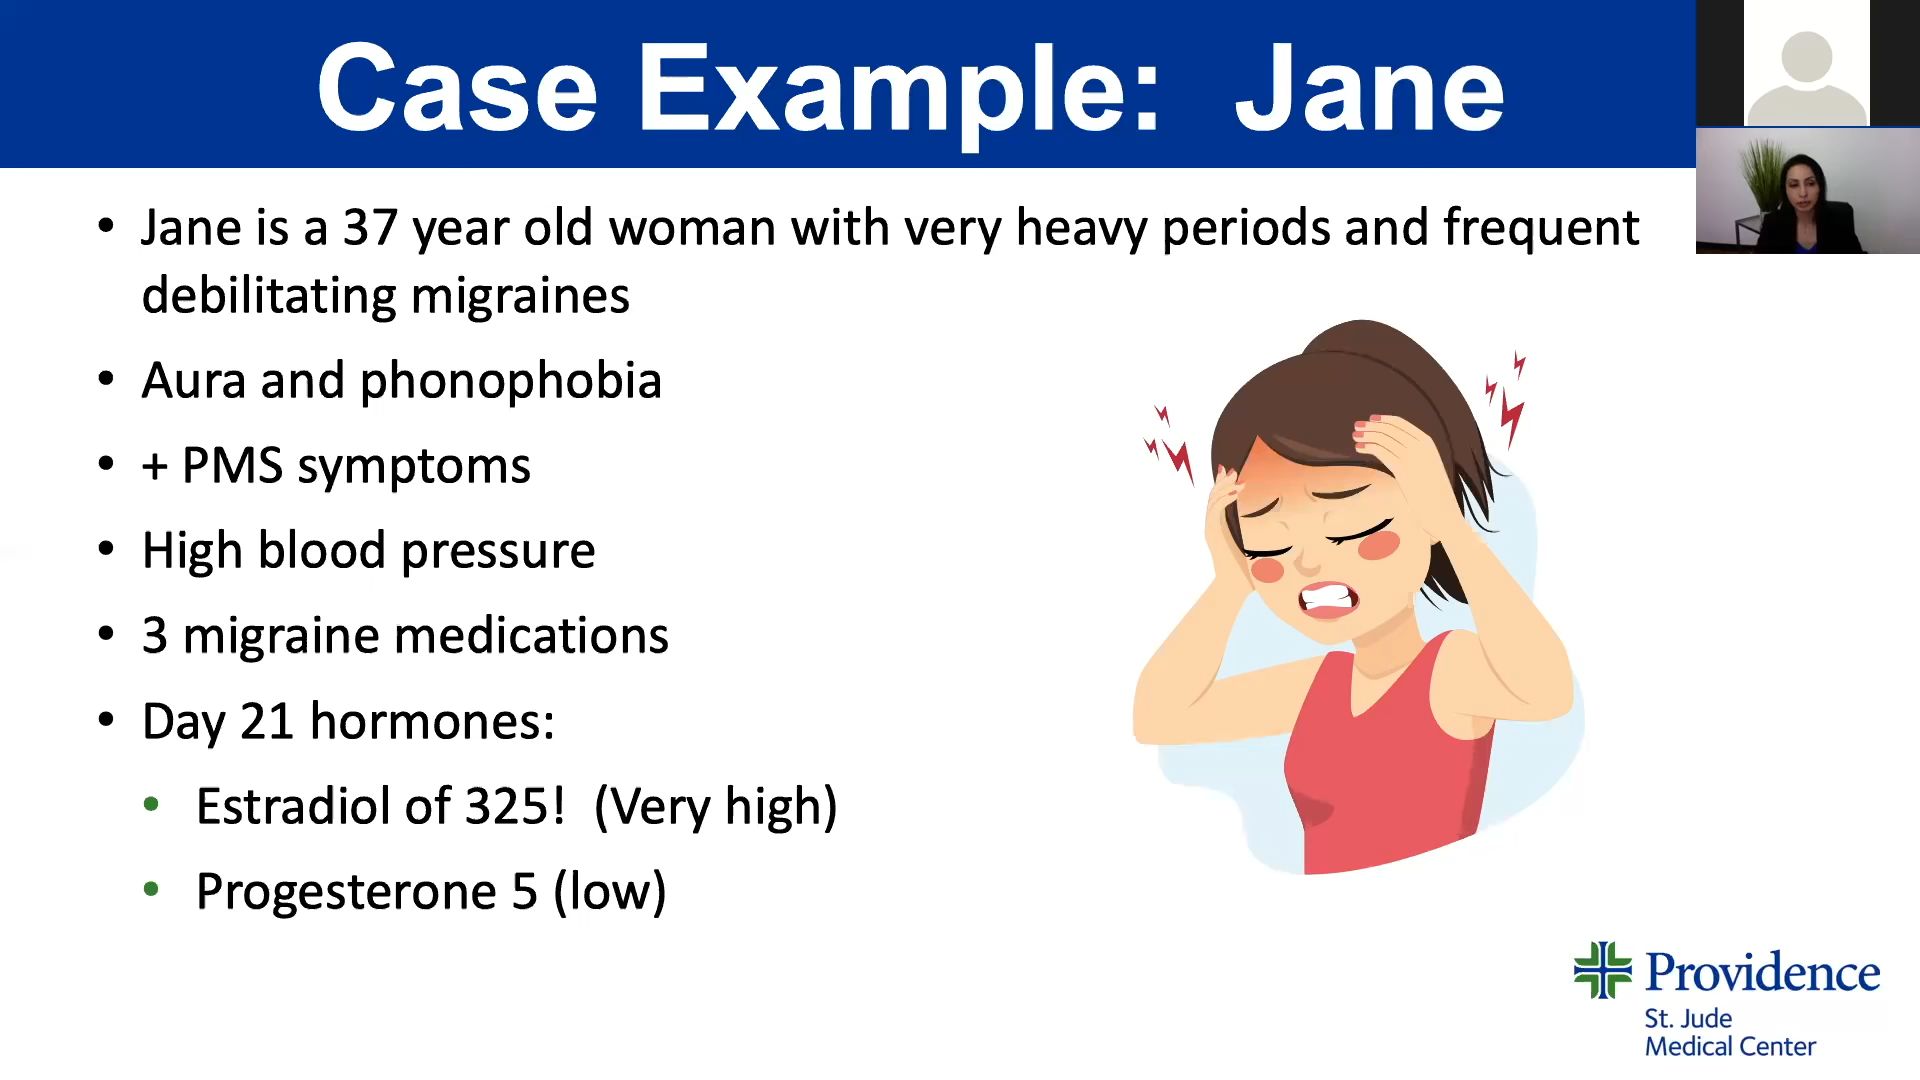 Case Example: Jane
• Jane is a 37 year old woman with very heavy periods and frequent
debilitating migraines
• Aura and phonophobia
• + PMS symptoms
• High blood pressure
• 3 migraine medications
• Day 21 hormones:
• Estradiol of 325! (Very high)
• Progesterone 5 (low)
Providence
St. Jude
Medical Center